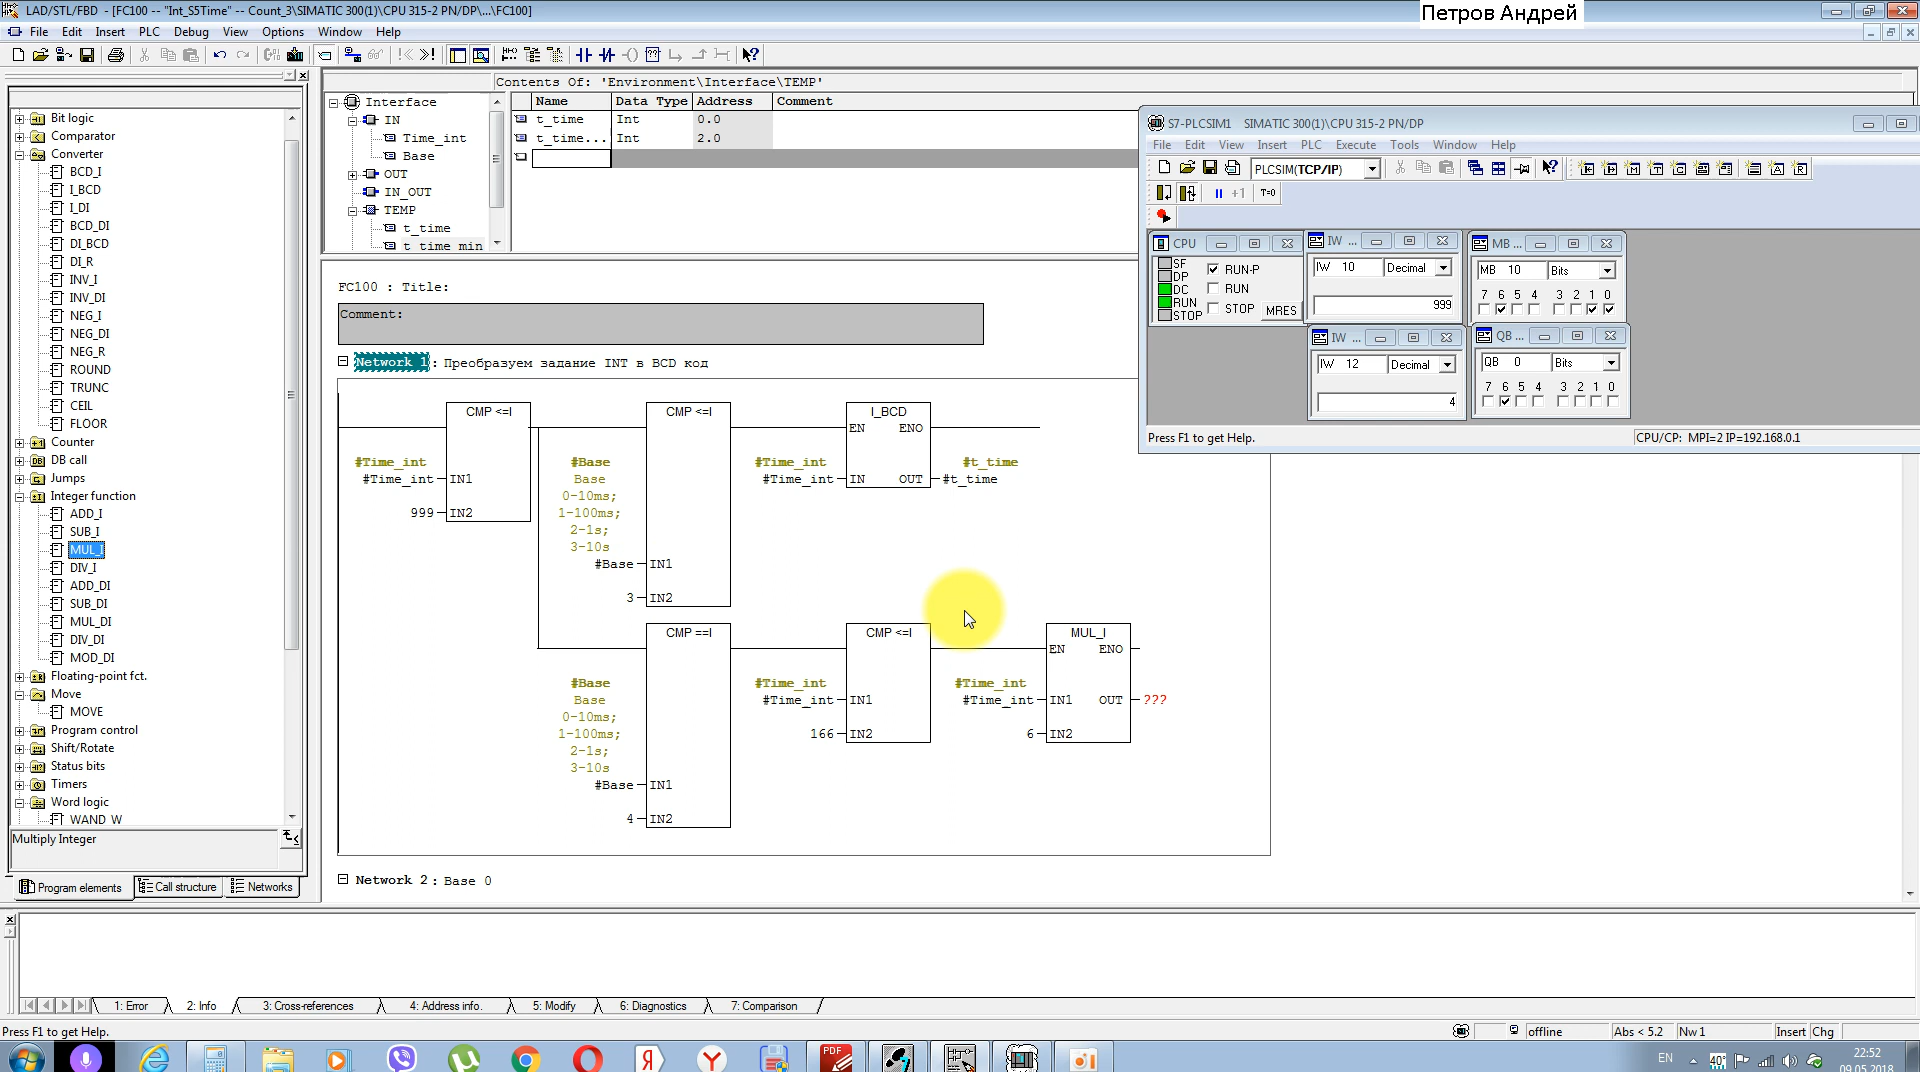 LAD/STL/FBD - [FC100 -- "Int_S5Time" -- Count_3\SIMATIC 300(1)\CPU 315-2 PN/DP\...\FC100]
Петров Андрей
File Edit Insert PLC Debug View Options Window Help
Contents Of: 'Environment\Interface\TEMP'
Interface
IN
Time_int
Base
OUT
IN_OUT
TEMP
t_time
t_time_min
Name Data Type Address Comment
t_time Int 0.0
t_time... Int 2.0
Bit logic
Comparator
Converter
BCD_I
I_BCD
I_DI
BCD_DI
DI_BCD
DI_R
INV_I
INV_DI
NEG_I
NEG_DI
NEG_R
ROUND
TRUNC
CEIL
FLOOR
Counter
DB call
Jumps
Integer function
ADD_I
SUB_I
MUL_I
DIV_I
ADD_DI
SUB_DI
MUL_DI
DIV_DI
MOD_DI
Floating-point fct.
Move
MOVE
Program control
Shift/Rotate
Status bits
Timers
Word logic
WAND_W
Multiply Integer
Program elements Call structure Networks
S7-PLCSIM1 SIMATIC 300(1)\CPU 315-2 PN/DP
File Edit View Insert PLC Execute Tools Window Help
PLCSIM(TCP/IP)
+1 T=0
CPU
SF
DP
DC
RUN
STOP
RUN-P
RUN
STOP MRES
IW ...
IW 10 Decimal
999
MB ...
MB 10 Bits
7 6 5 4 3 2 1 0
IW ...
IW 12 Decimal
4
QB ...
QB 0 Bits
7 6 5 4 3 2 1 0
Press F1 to get Help. CPU/CP: MPI=2 IP=192.168.0.1
FC100 : Title:
Comment:
Network 1: Преобразуем задание INT в BCD код
CMP <=I
#Time_int
#Time_int IN1
999 IN2
CMP <=I
#Base
Base
0-10ms;
1-100ms;
2-1s;
3-10s
#Base IN1
3 IN2
I_BCD
EN ENO
#Time_int
#Time_int IN OUT
#t_time
#t_time
CMP ==I
#Base
Base
0-10ms;
1-100ms;
2-1s;
3-10s
#Base IN1
4 IN2
CMP <=I
#Time_int
#Time_int IN1
166 IN2
MUL_I
EN ENO
#Time_int
#Time_int IN1 OUT ???
6 IN2
Network 2: Base 0
1: Error 2: Info 3: Cross-references 4: Address info. 5: Modify 6: Diagnostics 7: Comparison
Press F1 to get Help. offline Abs < 5.2 Nw 1 Insert Chg
PDF
EN 40° 22:52
09.05.2018